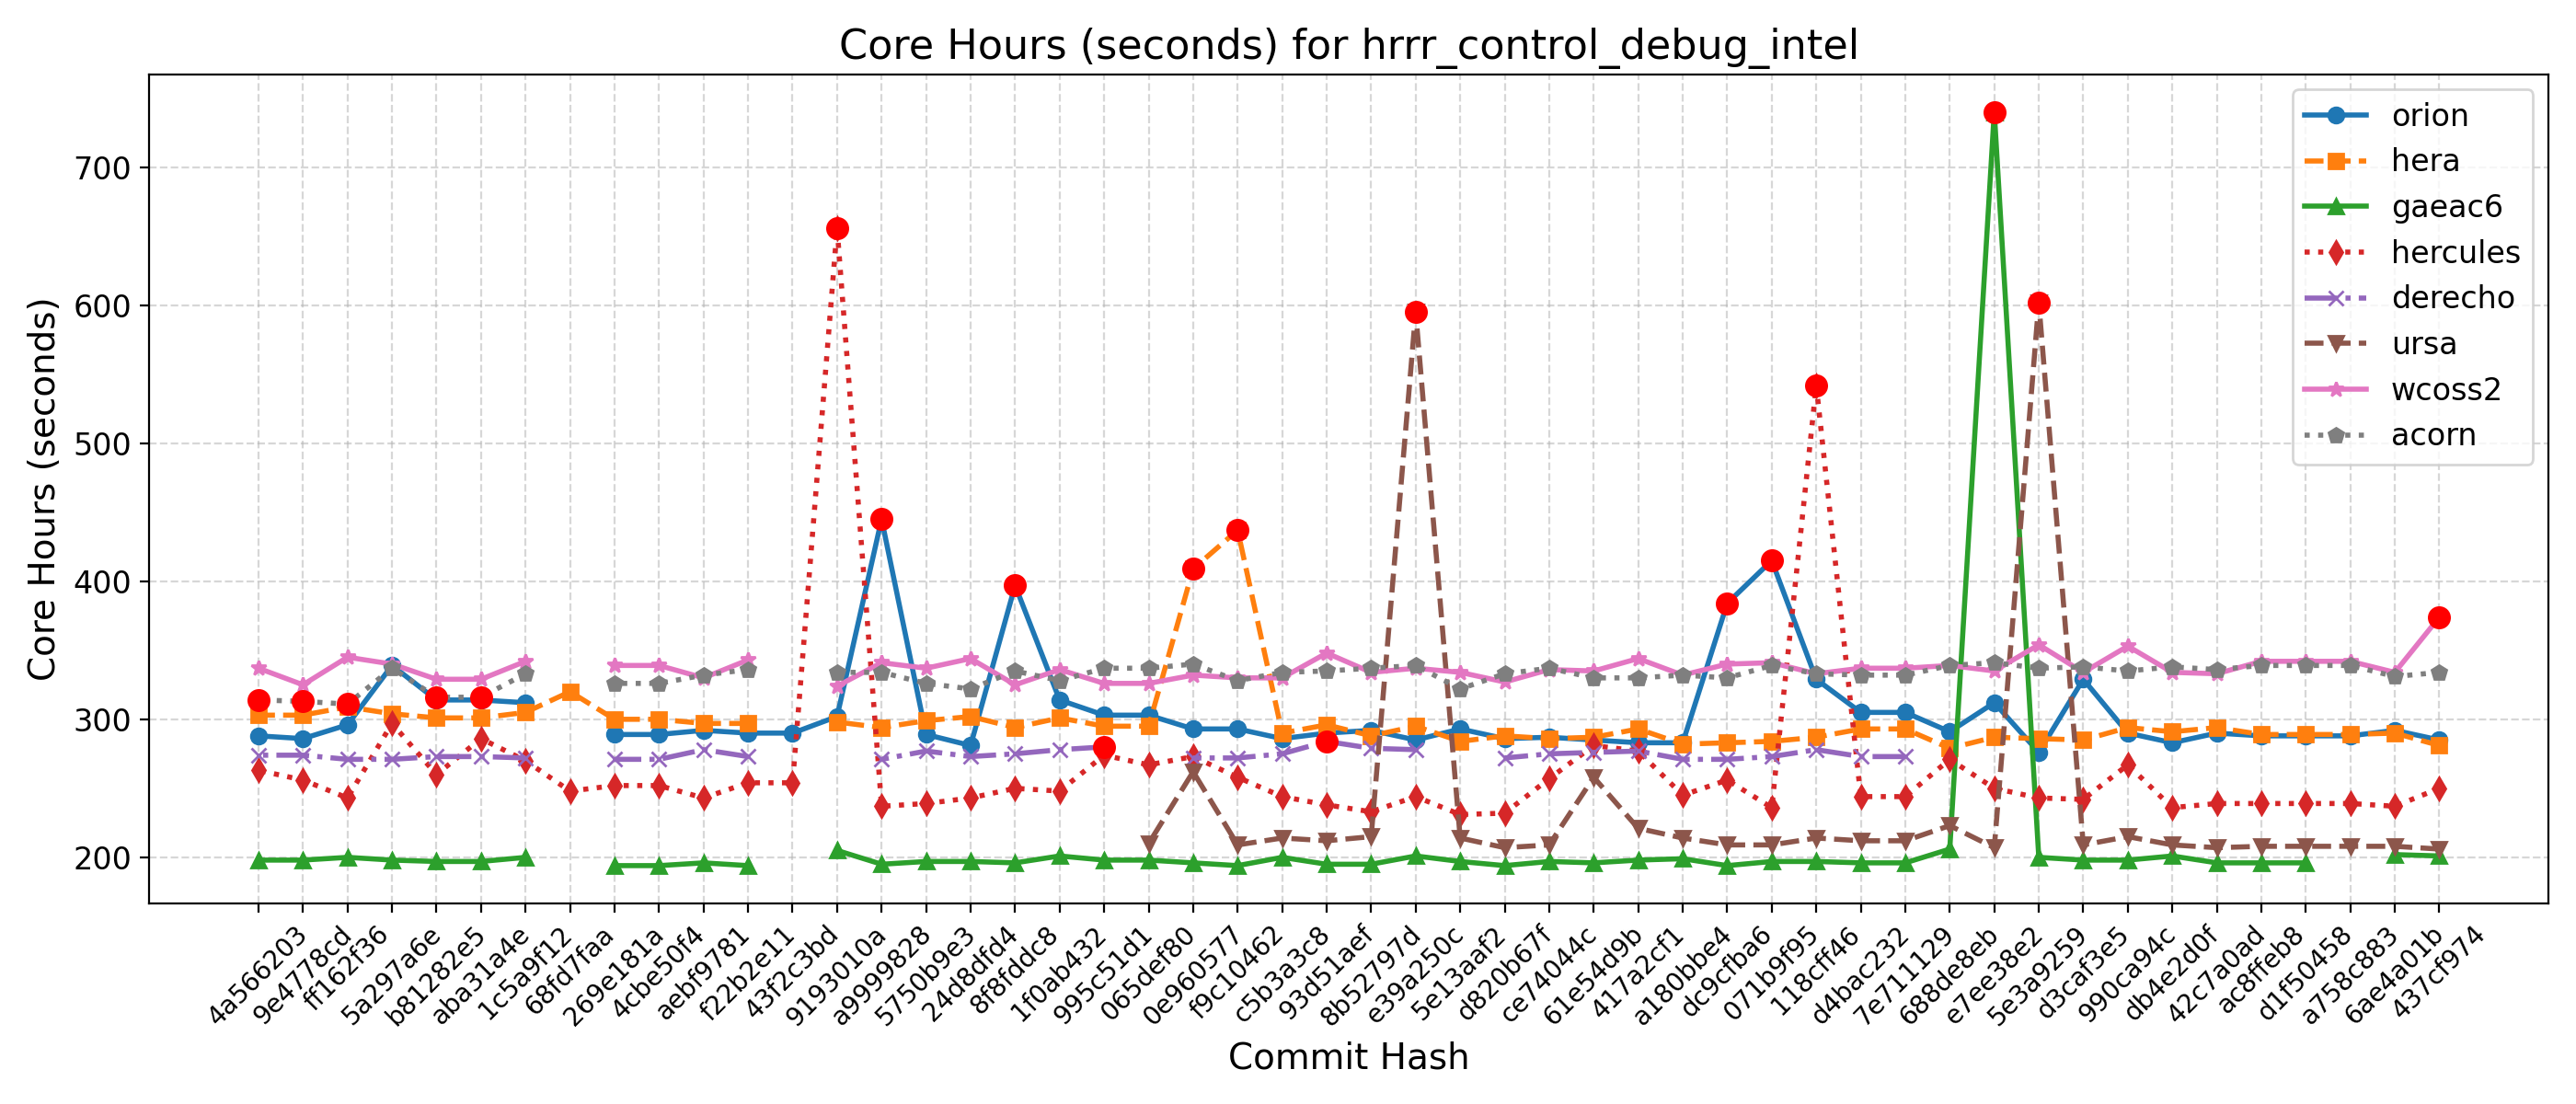 Core Hours (seconds) for hrrr_control_debug_intel
Core Hours (seconds)
700
600
500
400
300
200
orion
hera
gaeac6
hercules
derecho
ursa
wcoss2
acorn
4a566203
9e4778cd
ff162f36
5a297a6e
b81282e5
aba31a4e
1c5a9f12
68fd7faa
269e181a
4cbe50f4
aebf9781
f22b2e11
43f2c3bd
9193010a
a9999828
5750b9e3
24d8dfd4
8f8fddc8
1f0ab432
995c51d1
065def80
0e960577
f9c10462
c5b3a3c8
93d51aef
8b52797d
e39a250c
5e13aaf2
d820b67f
ce74044c
61e54d9b
417a2cf1
a180bbe4
dc9cfba6
071b9f95
118cff46
d4bac232
7e711129
688de8eb
e7ee38e2
5e3a9259
d3caf3e5
990ca94c
db4e2d0f
42c7a0ad
ac8ffeb8
d1f50458
a758c883
6ae4a01b
437cf974
Commit Hash